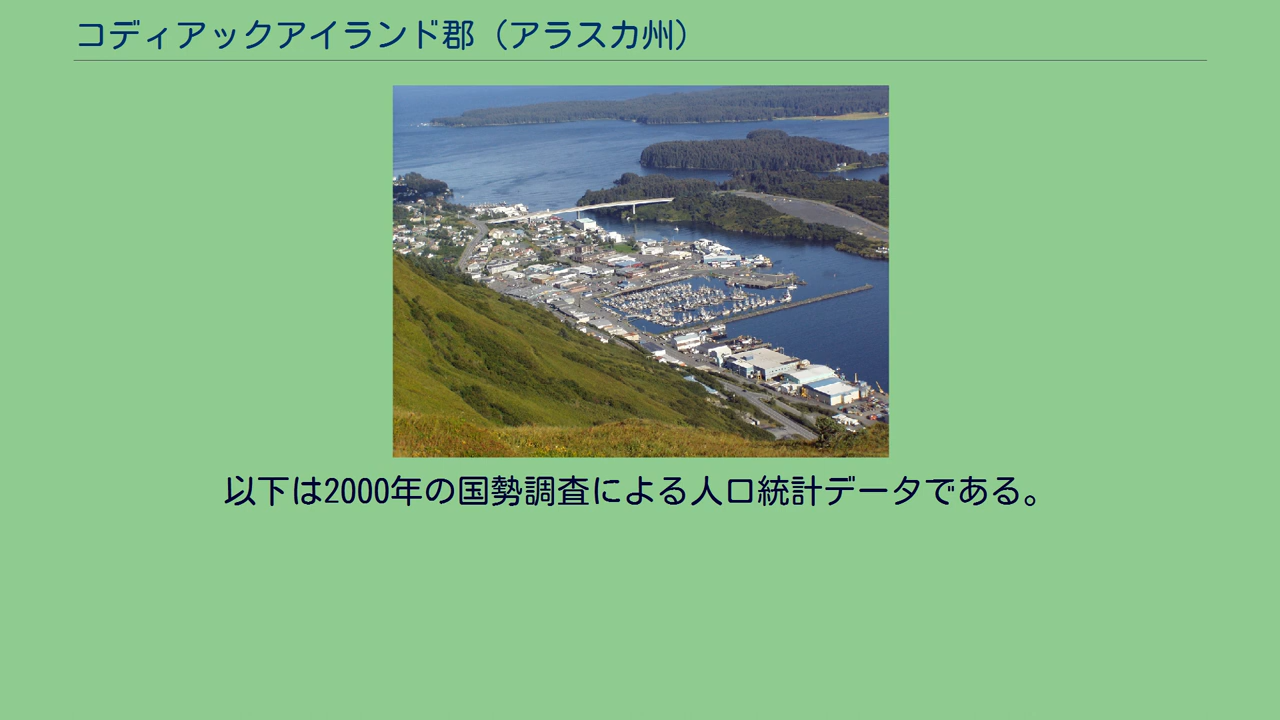 コディアックアイランド郡（アラスカ州）
以下は2000年の国勢調査による人口統計データである。